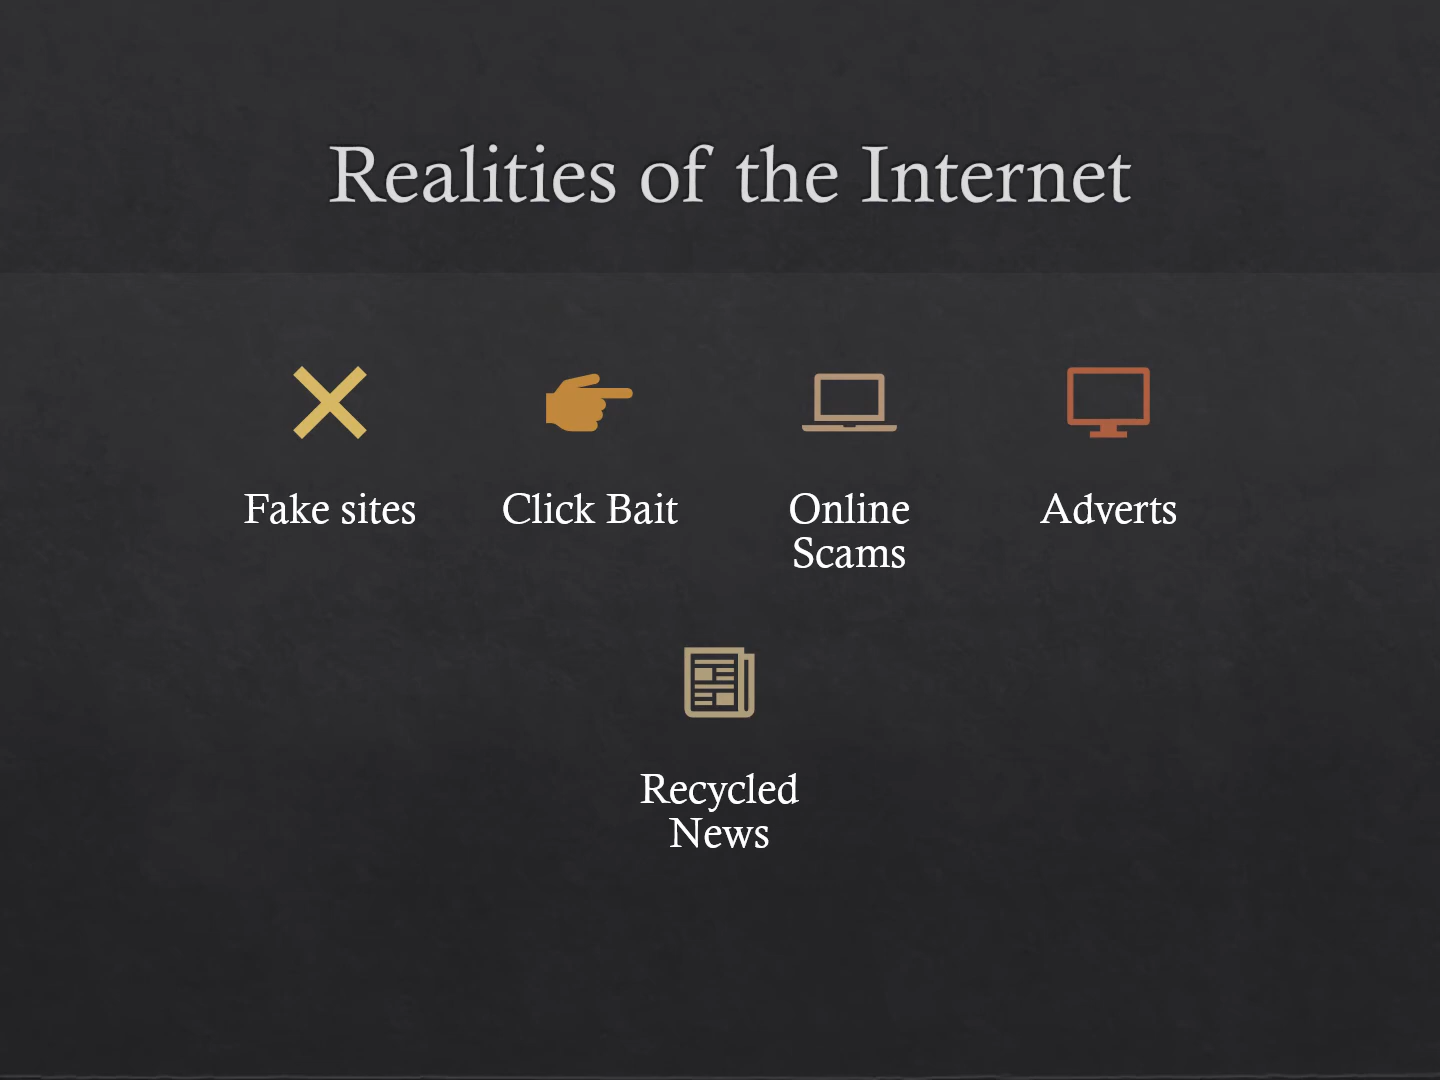 Realities of the Internet
Fake sites
Click Bait
Online
Scams
Adverts
Recycled
News